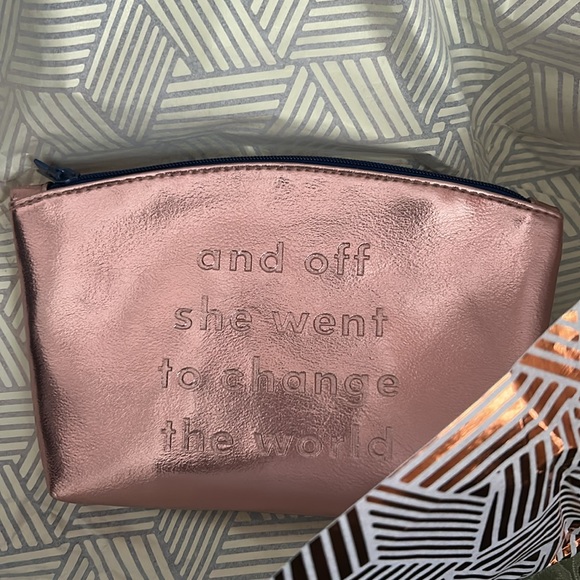 and off
she went
to change
the world